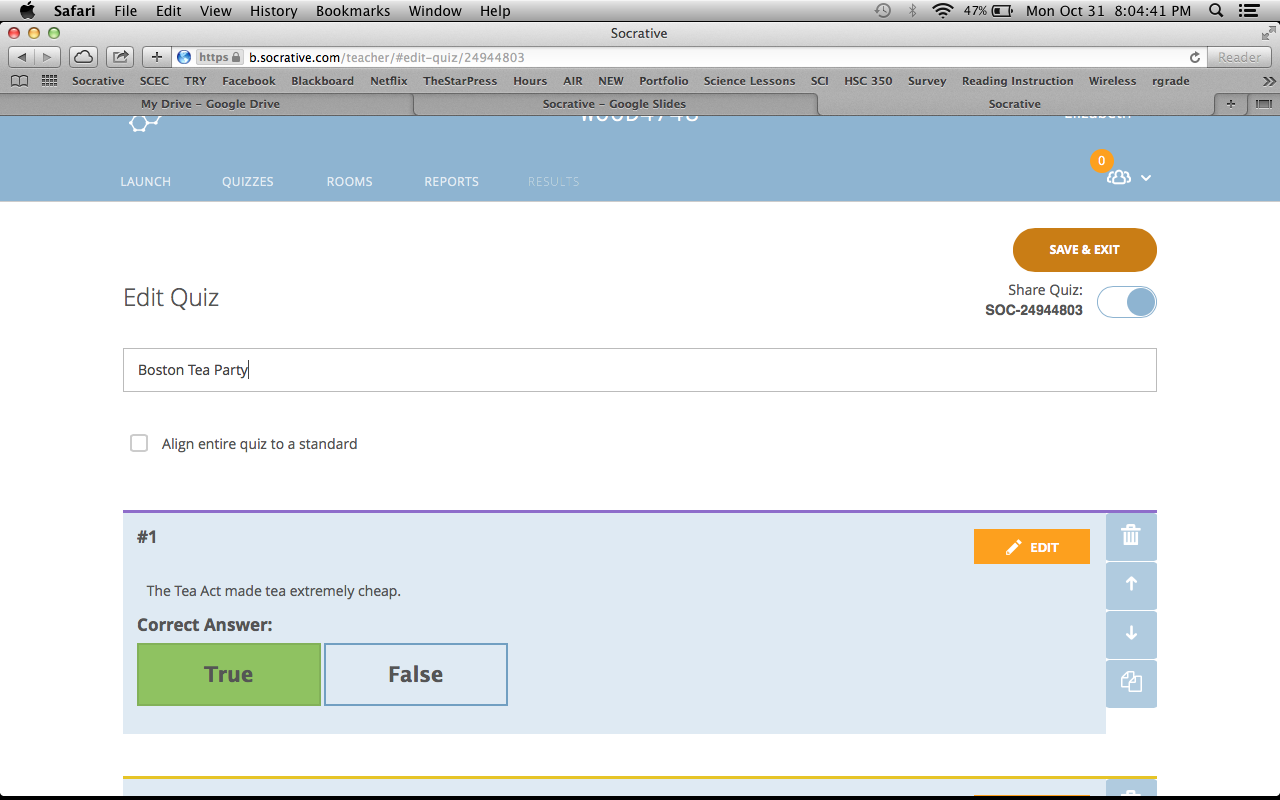 Safari File Edit View History Bookmarks Window Help 47% Mon Oct 31 8:04:41 PM
Socrative
https b.socrative.com/teacher/#edit-quiz/24944803 Reader
Socrative SCEC TRY Facebook Blackboard Netflix TheStarPress Hours AIR NEW Portfolio Science Lessons SCI HSC 350 Survey Reading Instruction Wireless rgrade
My Drive – Google Drive Socrative – Google Slides Socrative
0
LAUNCH QUIZZES ROOMS REPORTS RESULTS
SAVE & EXIT
Edit Quiz
Share Quiz:
SOC-24944803
Boston Tea Party
Align entire quiz to a standard
#1
EDIT
The Tea Act made tea extremely cheap.
Correct Answer:
True False